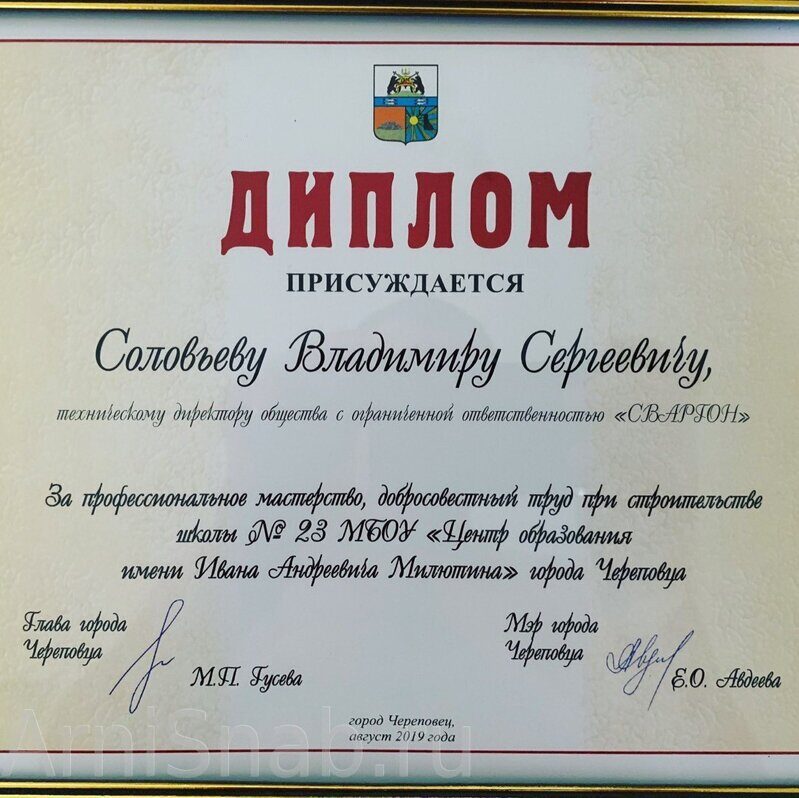 ДИПЛОМ
ПРИСУЖДАЕТСЯ
Соловьеву Владимиру Сергеевичу,
техническому директору общества с ограниченной ответственностью «СВАРГОН»
За профессиональное мастерство, добросовестный труд при строительстве
школы № 23 МБОУ «Центр образования
имени Ивана Андреевича Милютина» города Череповца
Глава города
Череповца
М.П. Гусева
Мэр города
Череповца
Е.О. Авдеева
город Череповец,
август 2019 года
ArniSnab.ru